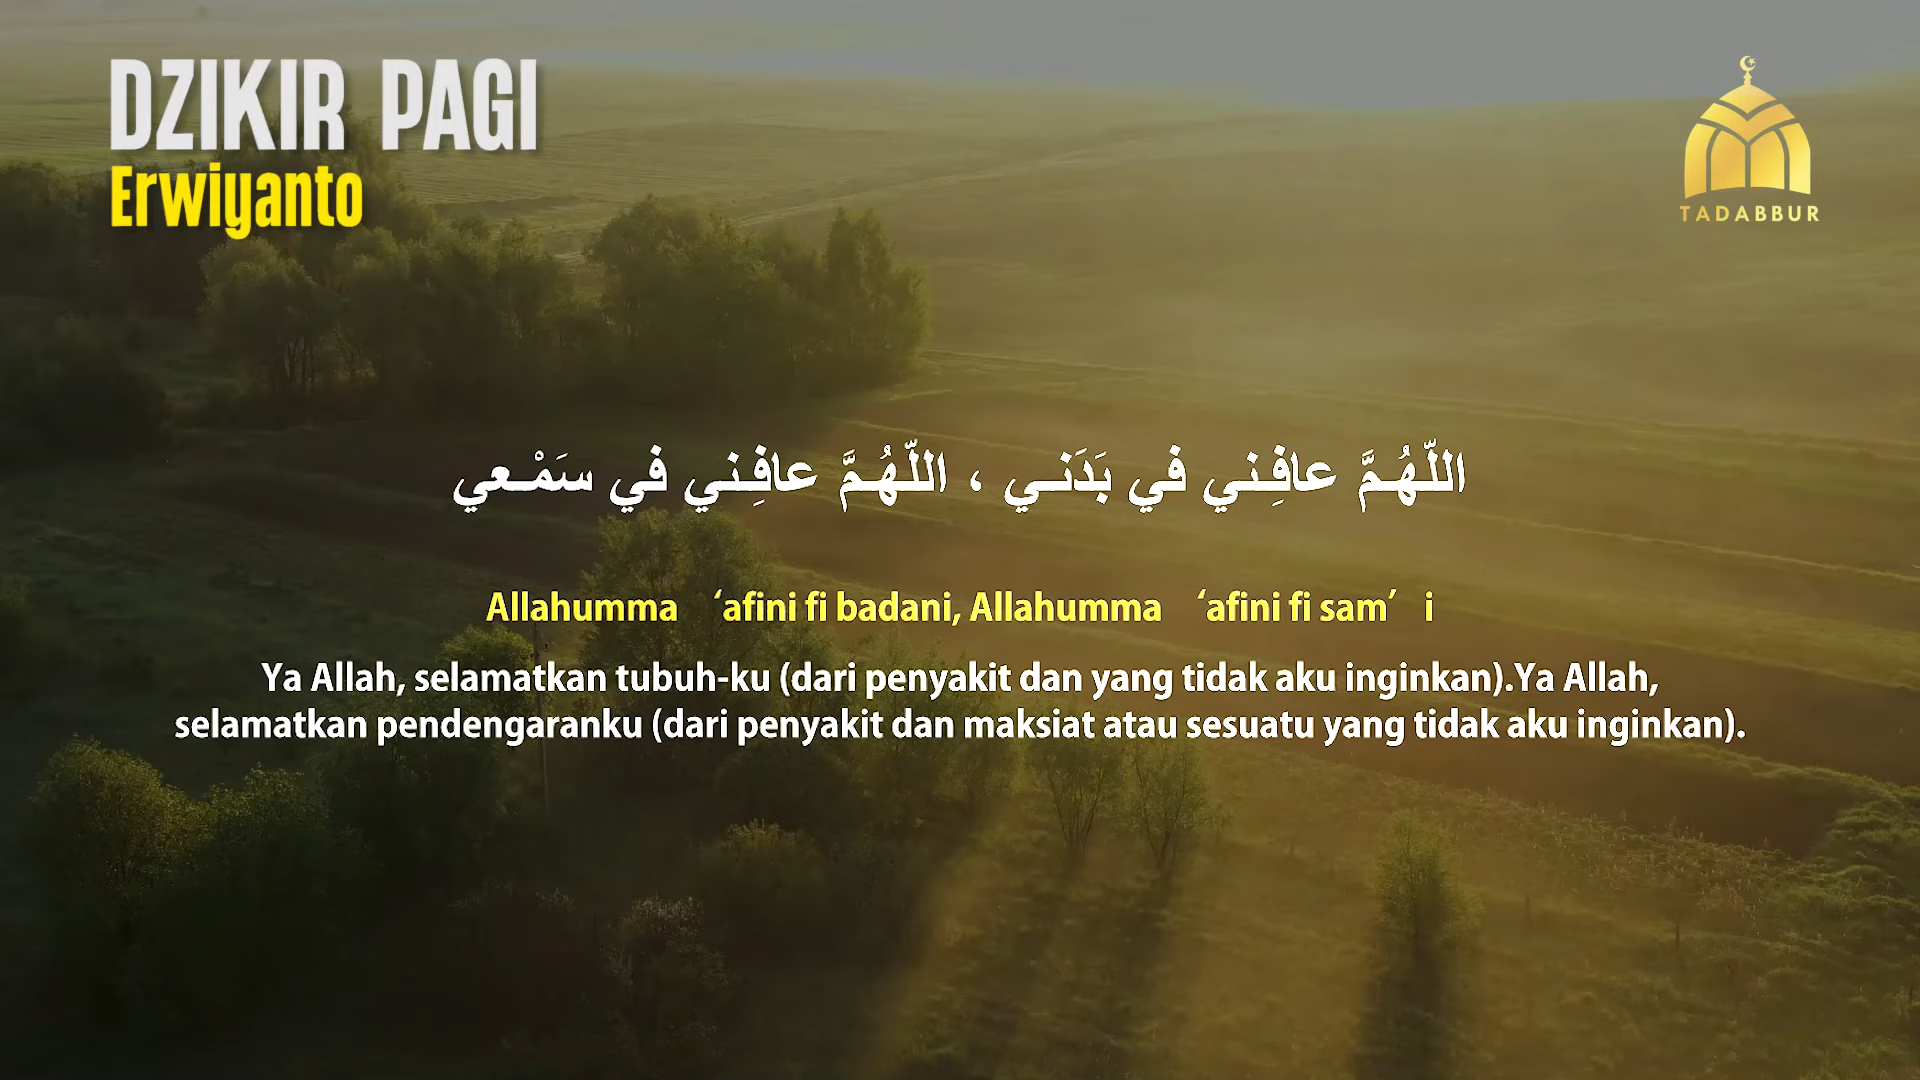 DZIKIR PAGI
Erwiyanto
TADABBUR
اللّهُـمَّ عافِـني في بَدَنـي ، اللّهُـمَّ عافِـني في سَمْـعي
Allahumma ‘afini fi badani, Allahumma ‘afini fi sam’ i
Ya Allah, selamatkan tubuh-ku (dari penyakit dan yang tidak aku inginkan).Ya Allah,
selamatkan pendengaranku (dari penyakit dan maksiat atau sesuatu yang tidak aku inginkan).